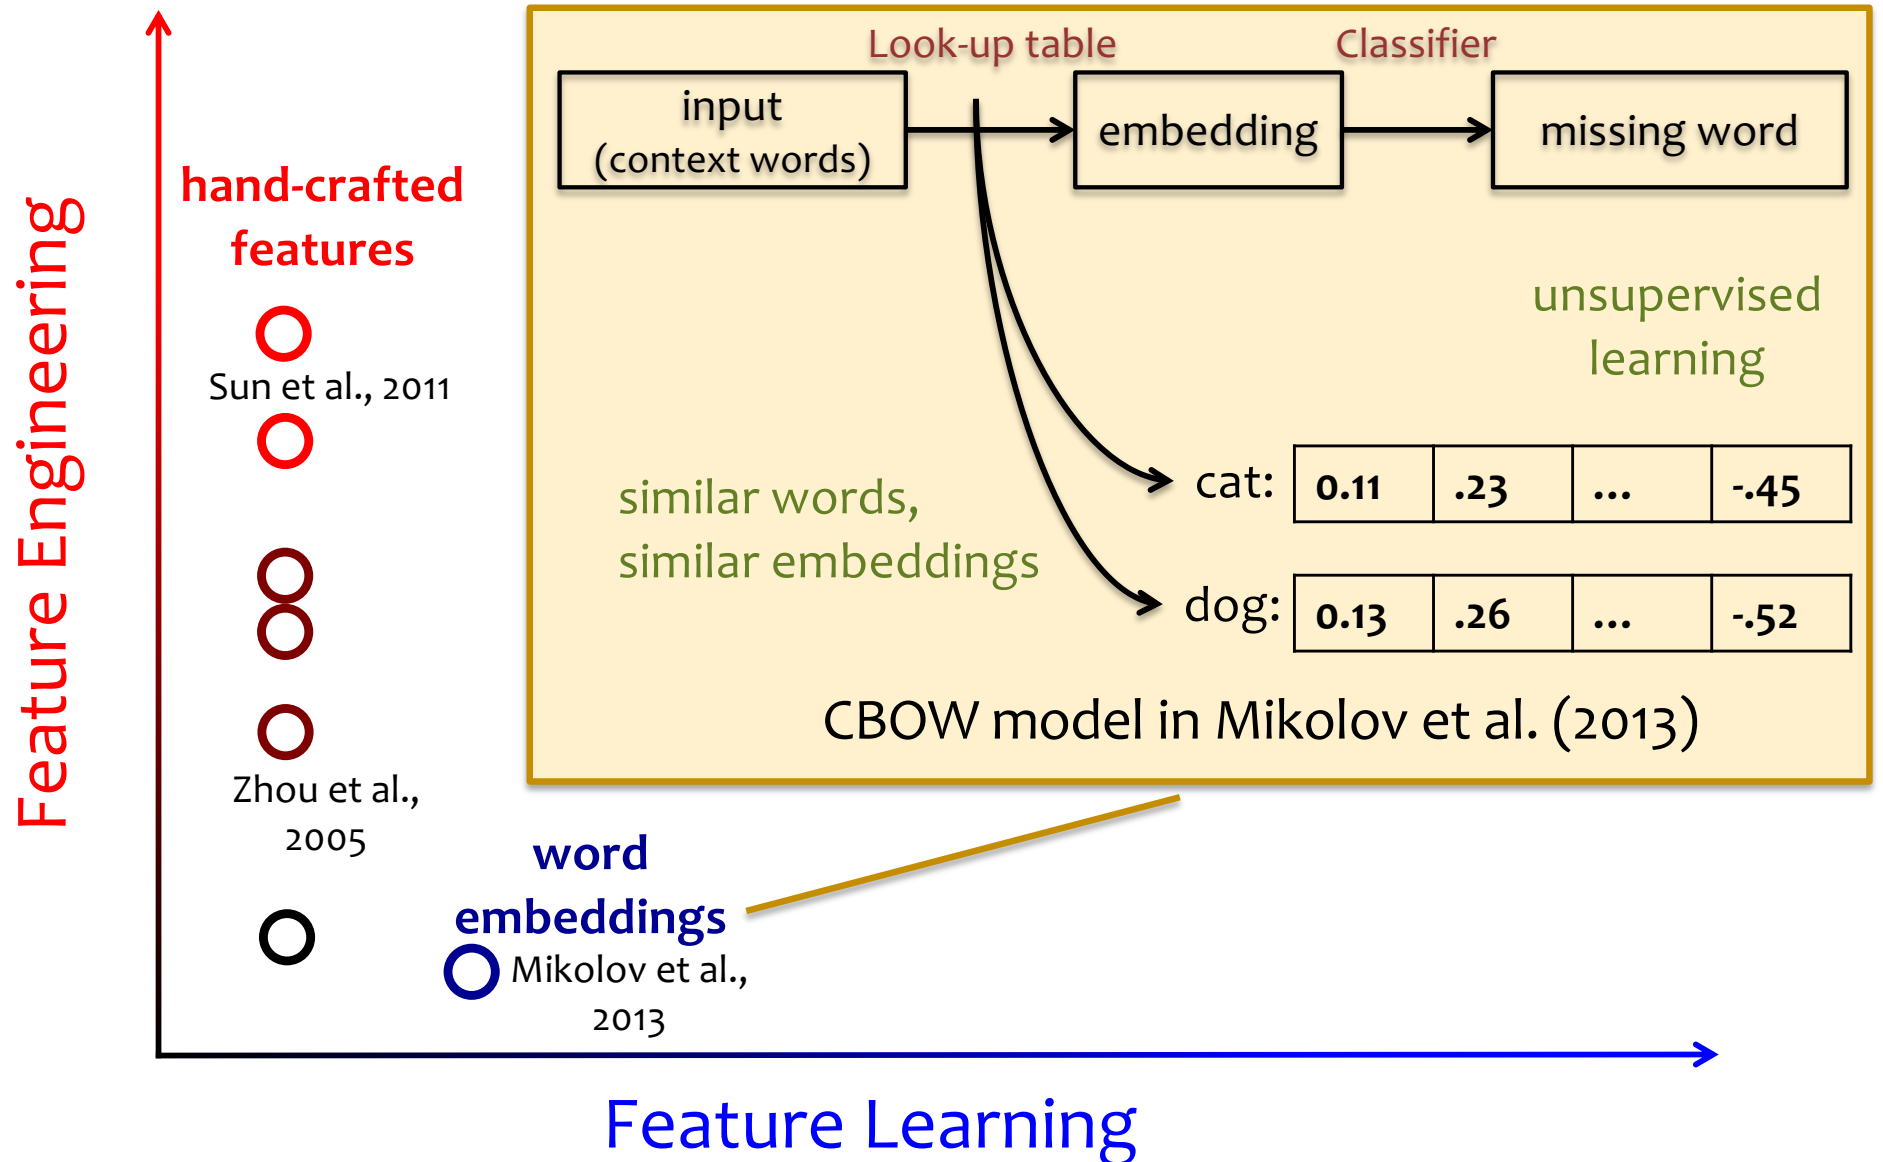 Feature Engineering
hand-crafted
features
Sun et al., 2011
Zhou et al.,
2005
word
embeddings
Mikolov et al.,
2013
Feature Learning
Look-up table
Classifier
input
(context words)
embedding
missing word
unsupervised
learning
similar words,
similar embeddings
cat: 0.11 .23 ... -.45
dog: 0.13 .26 ... -.52
CBOW model in Mikolov et al. (2013)